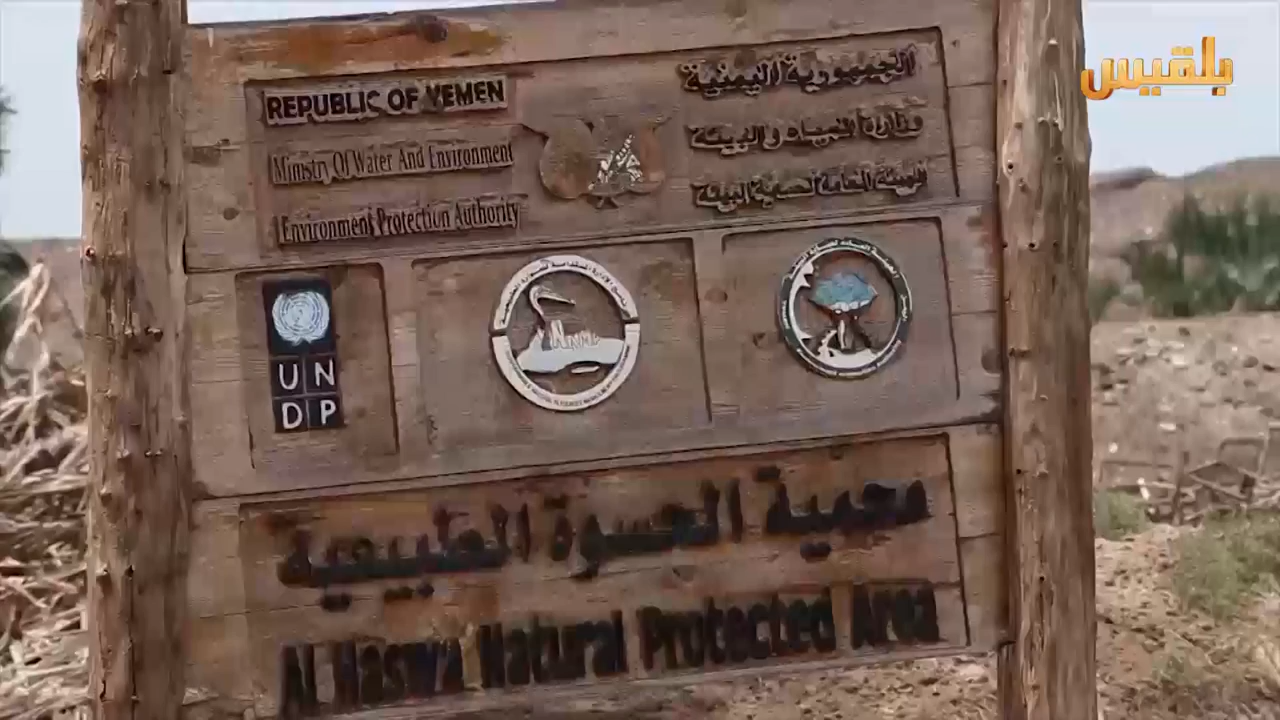 بلقيس
REPUBLIC OF YEMEN
Ministry Of Water And Environment
Environment Protection Authority
الجمهورية اليمنية
وزارة المياه والبيئة
الهيئة العامة لحماية البيئة
UN
DP
محمية الحسوة الطبيعية
Al Haswa Natural Protected Area